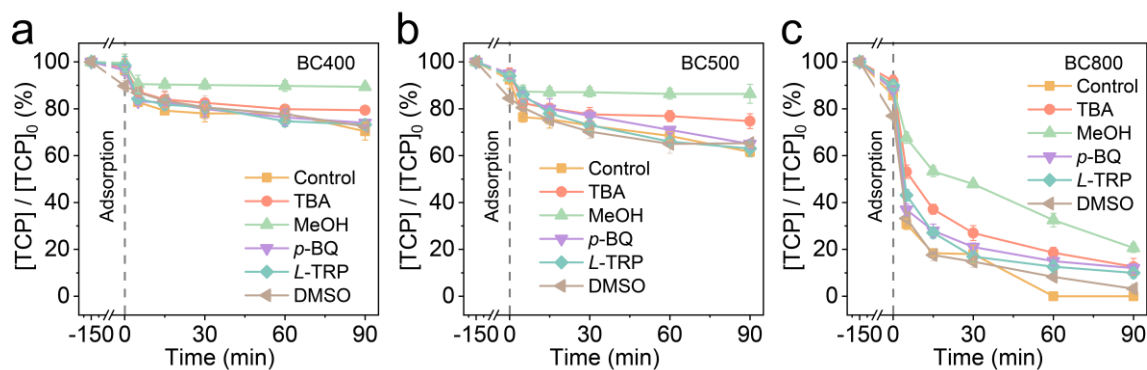 a
BC400
[TCP] / [TCP]0 (%)
100
80
60
40
20
0
Adsorption
Control
TBA
MeOH
p-BQ
L-TRP
DMSO
-150 0 30 60 90
Time (min)
b
BC500
[TCP] / [TCP]0 (%)
100
80
60
40
20
0
Adsorption
Control
TBA
MeOH
p-BQ
L-TRP
DMSO
-150 0 30 60 90
Time (min)
c
BC800
[TCP] / [TCP]0 (%)
100
80
60
40
20
0
Adsorption
Control
TBA
MeOH
p-BQ
L-TRP
DMSO
-150 0 30 60 90
Time (min)